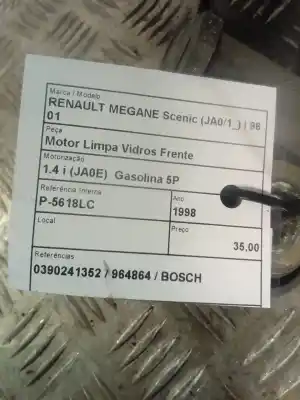 Marca / Modelo
RENAULT MEGANE Scenic (JA0/1_) | 98
01
Peça
Motor Limpa Vidros Frente
Motorização
1.4 i (JA0E) Gasolina 5P
Referência Interna
P-5618LC
Ano
1998
Local
Preço
35,00
Referências
0390241352 / 964864 / BOSCH